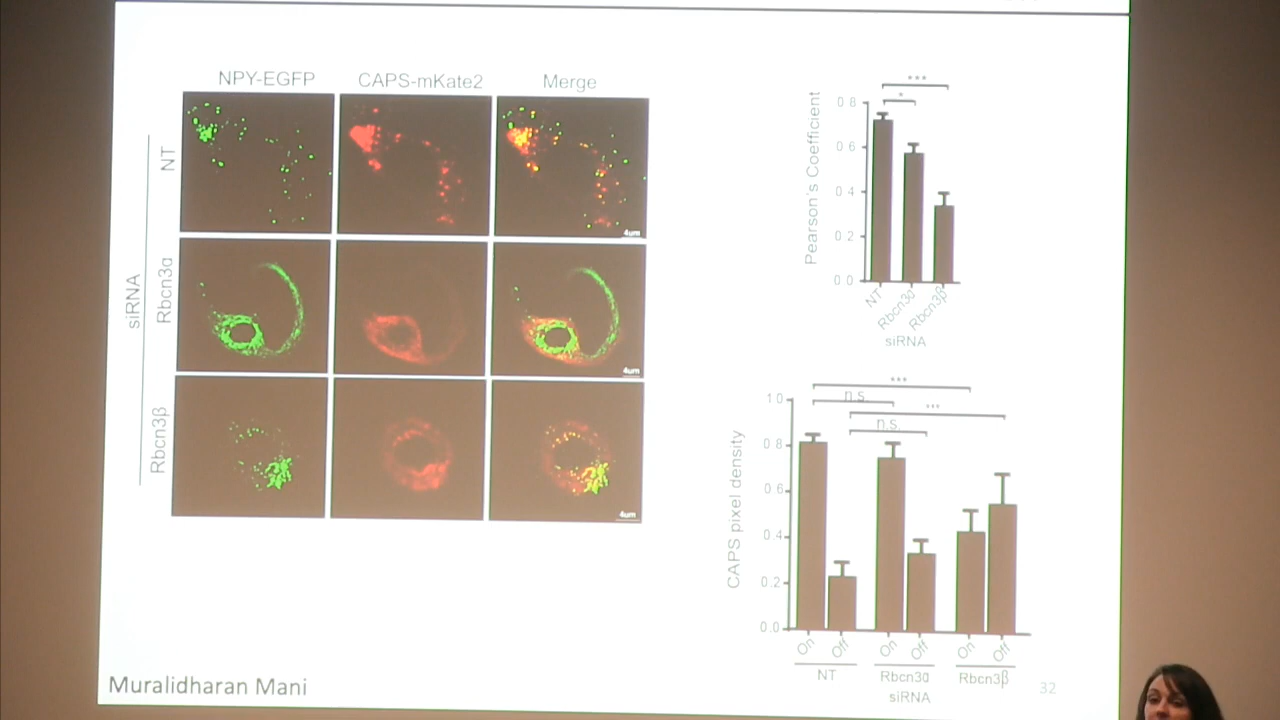 NPY-EGFP CAPS-mKate2 Merge
siRNA
NT
Rbcn3α
Rbcn3β
4um
4um
4um
Pearson's Coefficient
***
*
0.8
0.6
0.4
0.2
0.0
NT Rbcn3α Rbcn3β
siRNA
CAPS pixel density
***
n.s.
***
n.s.
1.0
0.8
0.6
0.4
0.2
0.0
On Off On Off On Off
NT Rbcn3α Rbcn3β
siRNA
Muralidharan Mani
32